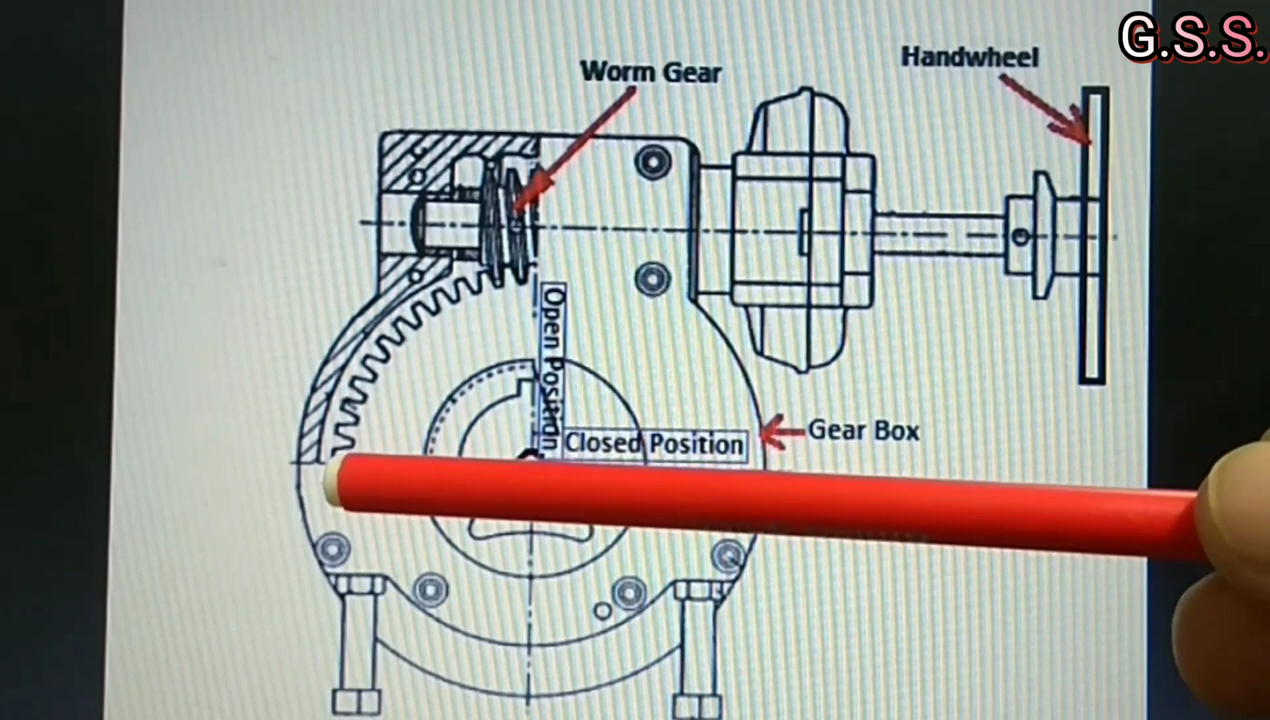 G.S.S.
Handwheel
Worm Gear
Open Position
Closed Position
Gear Box